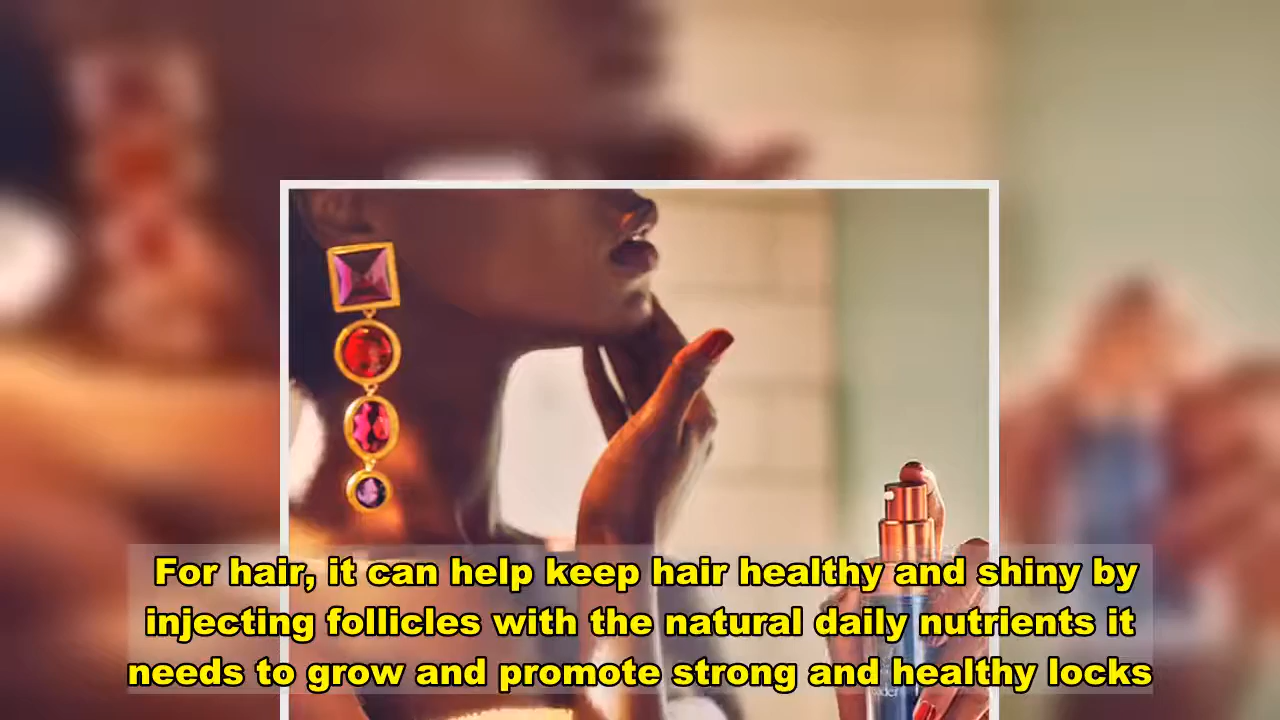 For hair, it can help keep hair healthy and shiny by
injecting follicles with the natural daily nutrients it
needs to grow and promote strong and healthy locks